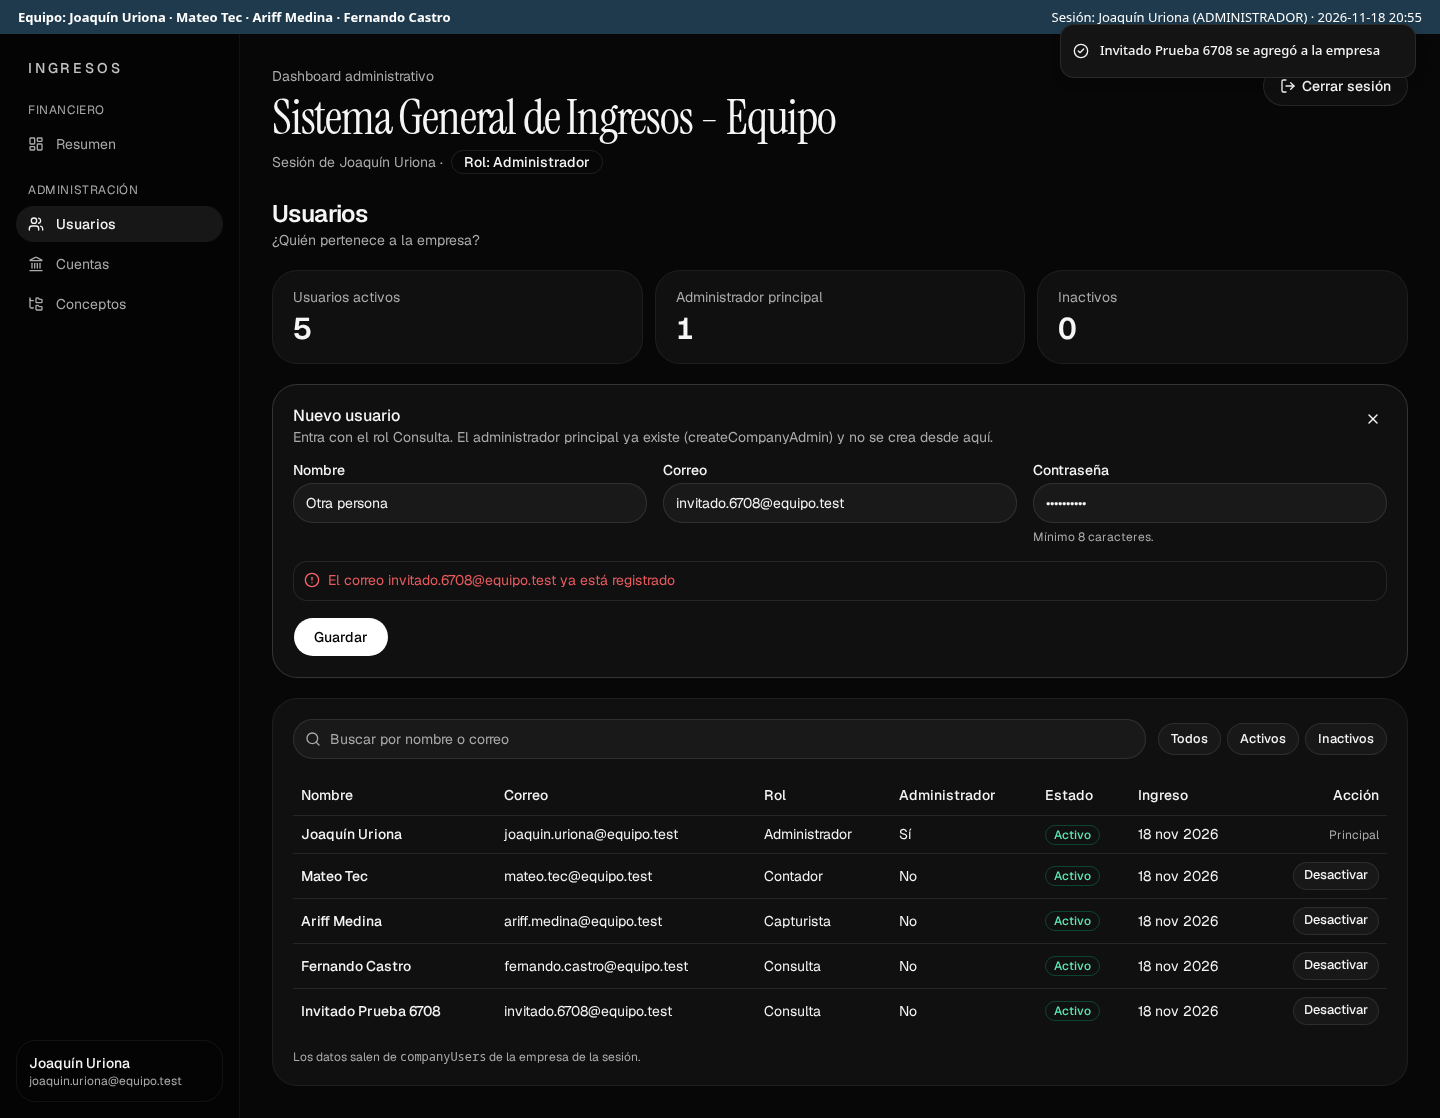 Equipo: Joaquín Uriona · Mateo Tec · Ariff Medina · Fernando Castro
Sesión: Joaquín Uriona (ADMINISTRADOR) · 2026-11-18 20:55
Invitado Prueba 6708 se agregó a la empresa
Cerrar sesión
INGRESOS
FINANCIERO
Resumen
ADMINISTRACIÓN
Usuarios
Cuentas
Conceptos
Joaquín Uriona
joaquin.uriona@equipo.test
Dashboard administrativo
Sistema General de Ingresos - Equipo
Sesión de Joaquín Uriona · Rol: Administrador
Usuarios
¿Quién pertenece a la empresa?
Usuarios activos
5
Administrador principal
1
Inactivos
0
Nuevo usuario
Entra con el rol Consulta. El administrador principal ya existe (createCompanyAdmin) y no se crea desde aquí.
Nombre Correo Contraseña
Otra persona invitado.6708@equipo.test ••••••••••
Mínimo 8 caracteres.
El correo invitado.6708@equipo.test ya está registrado
Guardar
Buscar por nombre o correo Todos Activos Inactivos
Nombre Correo Rol Administrador Estado Ingreso Acción
Joaquín Uriona joaquin.uriona@equipo.test Administrador Sí Activo 18 nov 2026 Principal
Mateo Tec mateo.tec@equipo.test Contador No Activo 18 nov 2026 Desactivar
Ariff Medina ariff.medina@equipo.test Capturista No Activo 18 nov 2026 Desactivar
Fernando Castro fernando.castro@equipo.test Consulta No Activo 18 nov 2026 Desactivar
Invitado Prueba 6708 invitado.6708@equipo.test Consulta No Activo 18 nov 2026 Desactivar
Los datos salen de companyUsers de la empresa de la sesión.